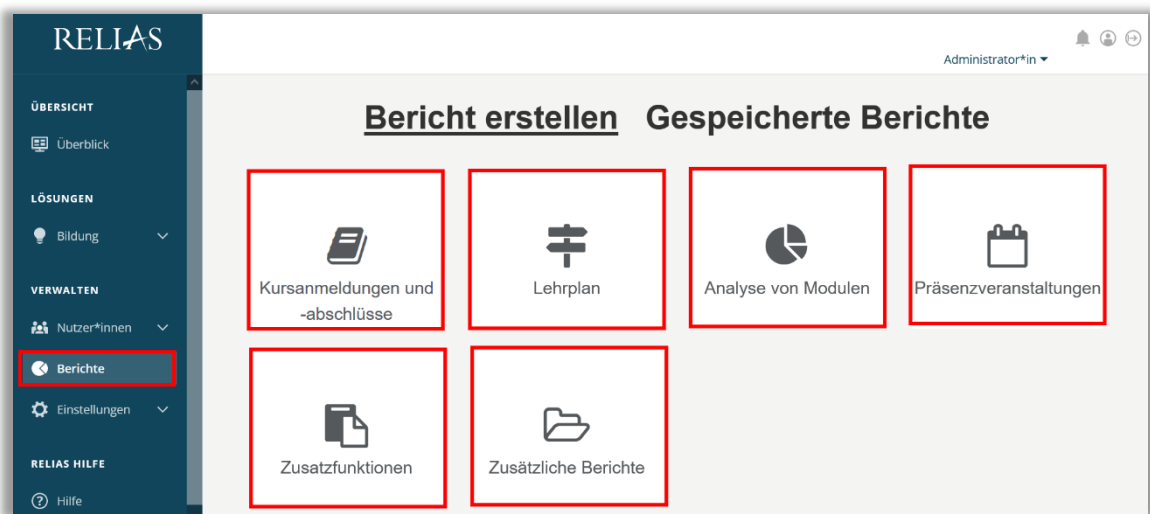 RELIAS
Administrator*in
ÜBERSICHT
Überblick
LÖSUNGEN
Bildung
VERWALTEN
Nutzer*innen
Berichte
Einstellungen
RELIAS HILFE
? Hilfe
Bericht erstellen Gespeicherte Berichte
Kursanmeldungen und
-abschlüsse
Lehrplan
Analyse von Modulen
Präsenzveranstaltungen
Zusatzfunktionen
Zusätzliche Berichte